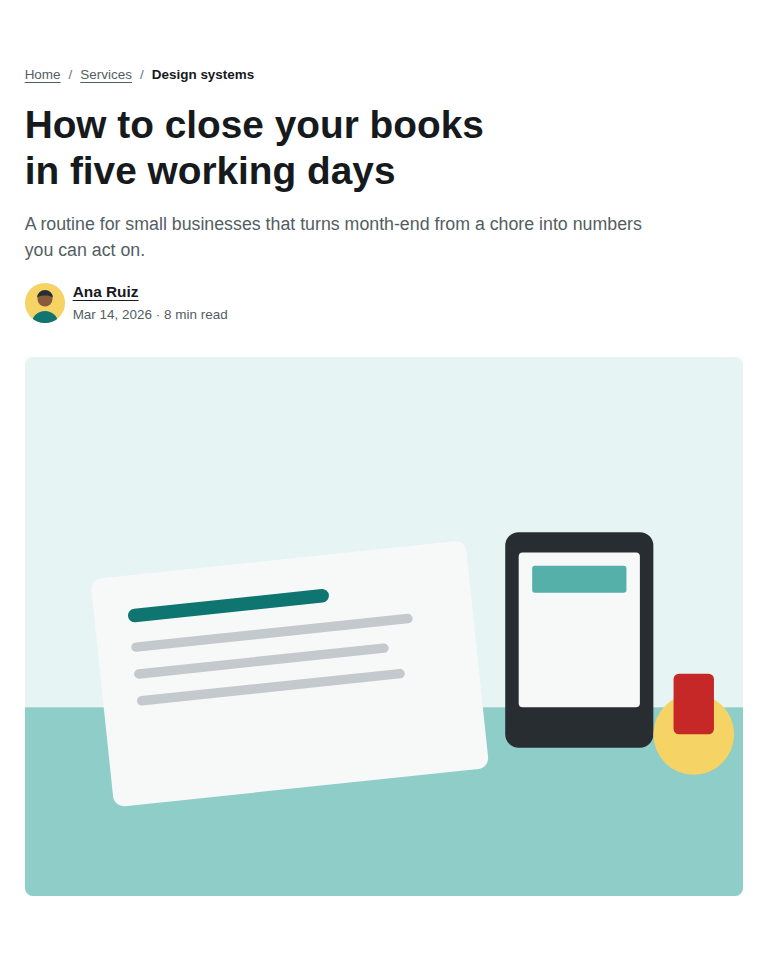 Home / Services / Design systems
How to close your books
in five working days
A routine for small businesses that turns month-end from a chore into numbers
you can act on.
Ana Ruiz
Mar 14, 2026 · 8 min read